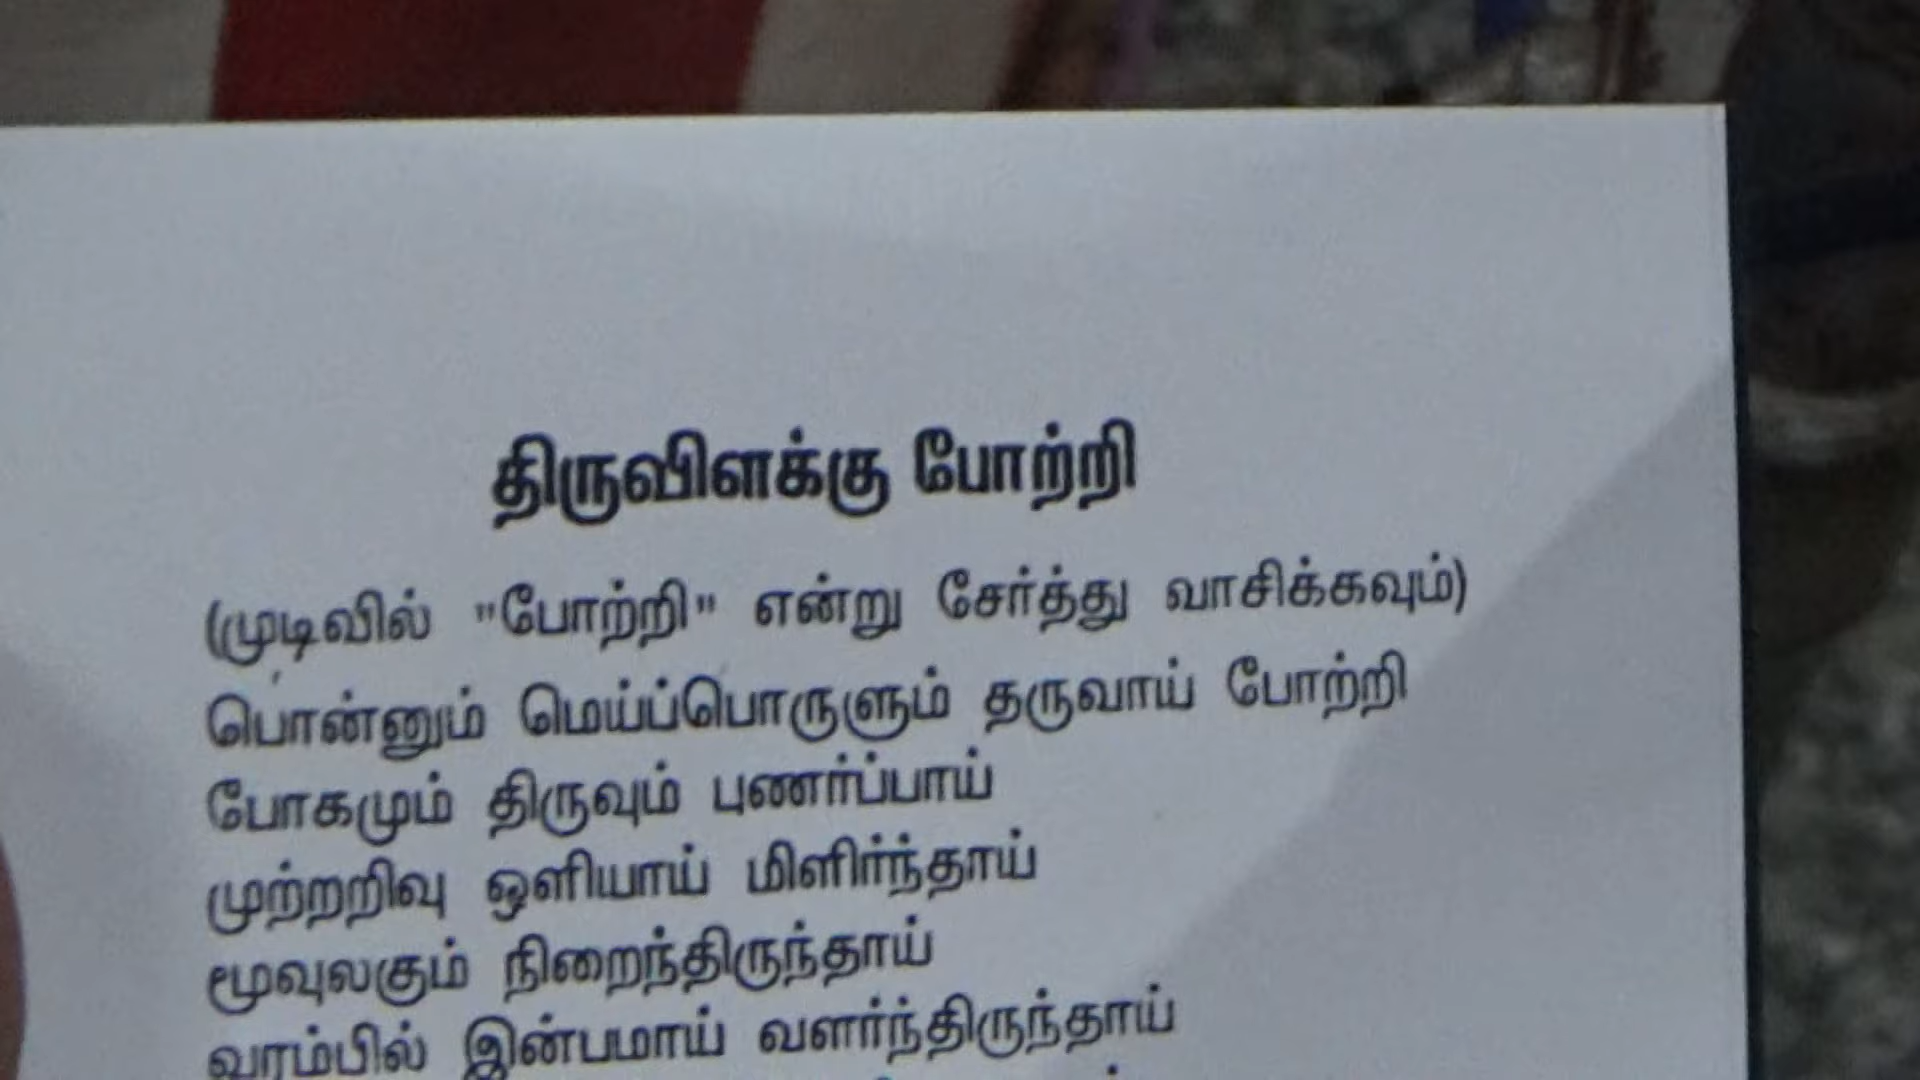 திருவிளக்கு போற்றி
(முடிவில் "போற்றி" என்று சேர்த்து வாசிக்கவும்)
பொன்னும் மெய்ப்பொருளும் தருவாய் போற்றி
போகமும் திருவும் புணர்ப்பாய்
முற்றறிவு ஒளியாய் மிளிர்ந்தாய்
மூவுலகும் நிறைந்திருந்தாய்
வரம்பில் இன்பமாய் வளர்ந்திருந்தாய்